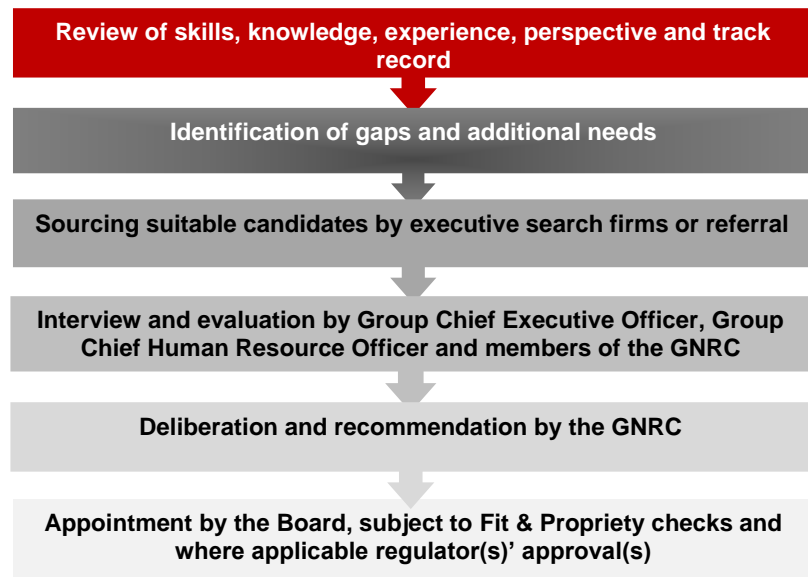 Review of skills, knowledge, experience, perspective and track
record
Identification of gaps and additional needs
Sourcing suitable candidates by executive search firms or referral
Interview and evaluation by Group Chief Executive Officer, Group
Chief Human Resource Officer and members of the GNRC
Deliberation and recommendation by the GNRC
Appointment by the Board, subject to Fit & Propriety checks and
where applicable regulator(s)’ approval(s)